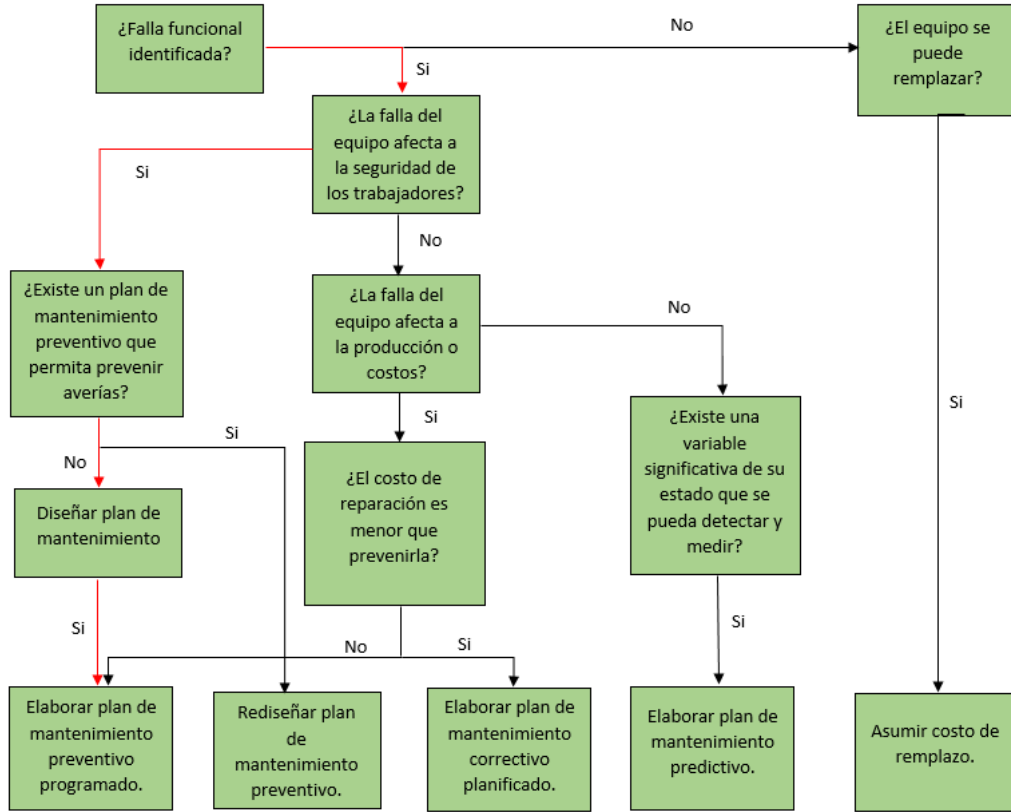 ¿Falla funcional
identificada?
No
¿El equipo se
puede
remplazar?
Si
¿La falla del
equipo afecta a
la seguridad de
los trabajadores?
Si
No
¿Existe un plan de
mantenimiento
preventivo que
permita prevenir
averías?
¿La falla del
equipo afecta a
la producción o
costos?
No
Si
No
Si
Si
¿Existe una
variable
significativa de su
estado que se
pueda detectar y
medir?
Si
Diseñar plan de
mantenimiento
¿El costo de
reparación es
menor que
prevenirla?
Si
No
Si
Si
Elaborar plan de
mantenimiento
preventivo
programado.
Rediseñar plan
de
mantenimiento
preventivo.
Elaborar plan de
mantenimiento
correctivo
planificado.
Elaborar plan de
mantenimiento
predictivo.
Asumir costo de
remplazo.